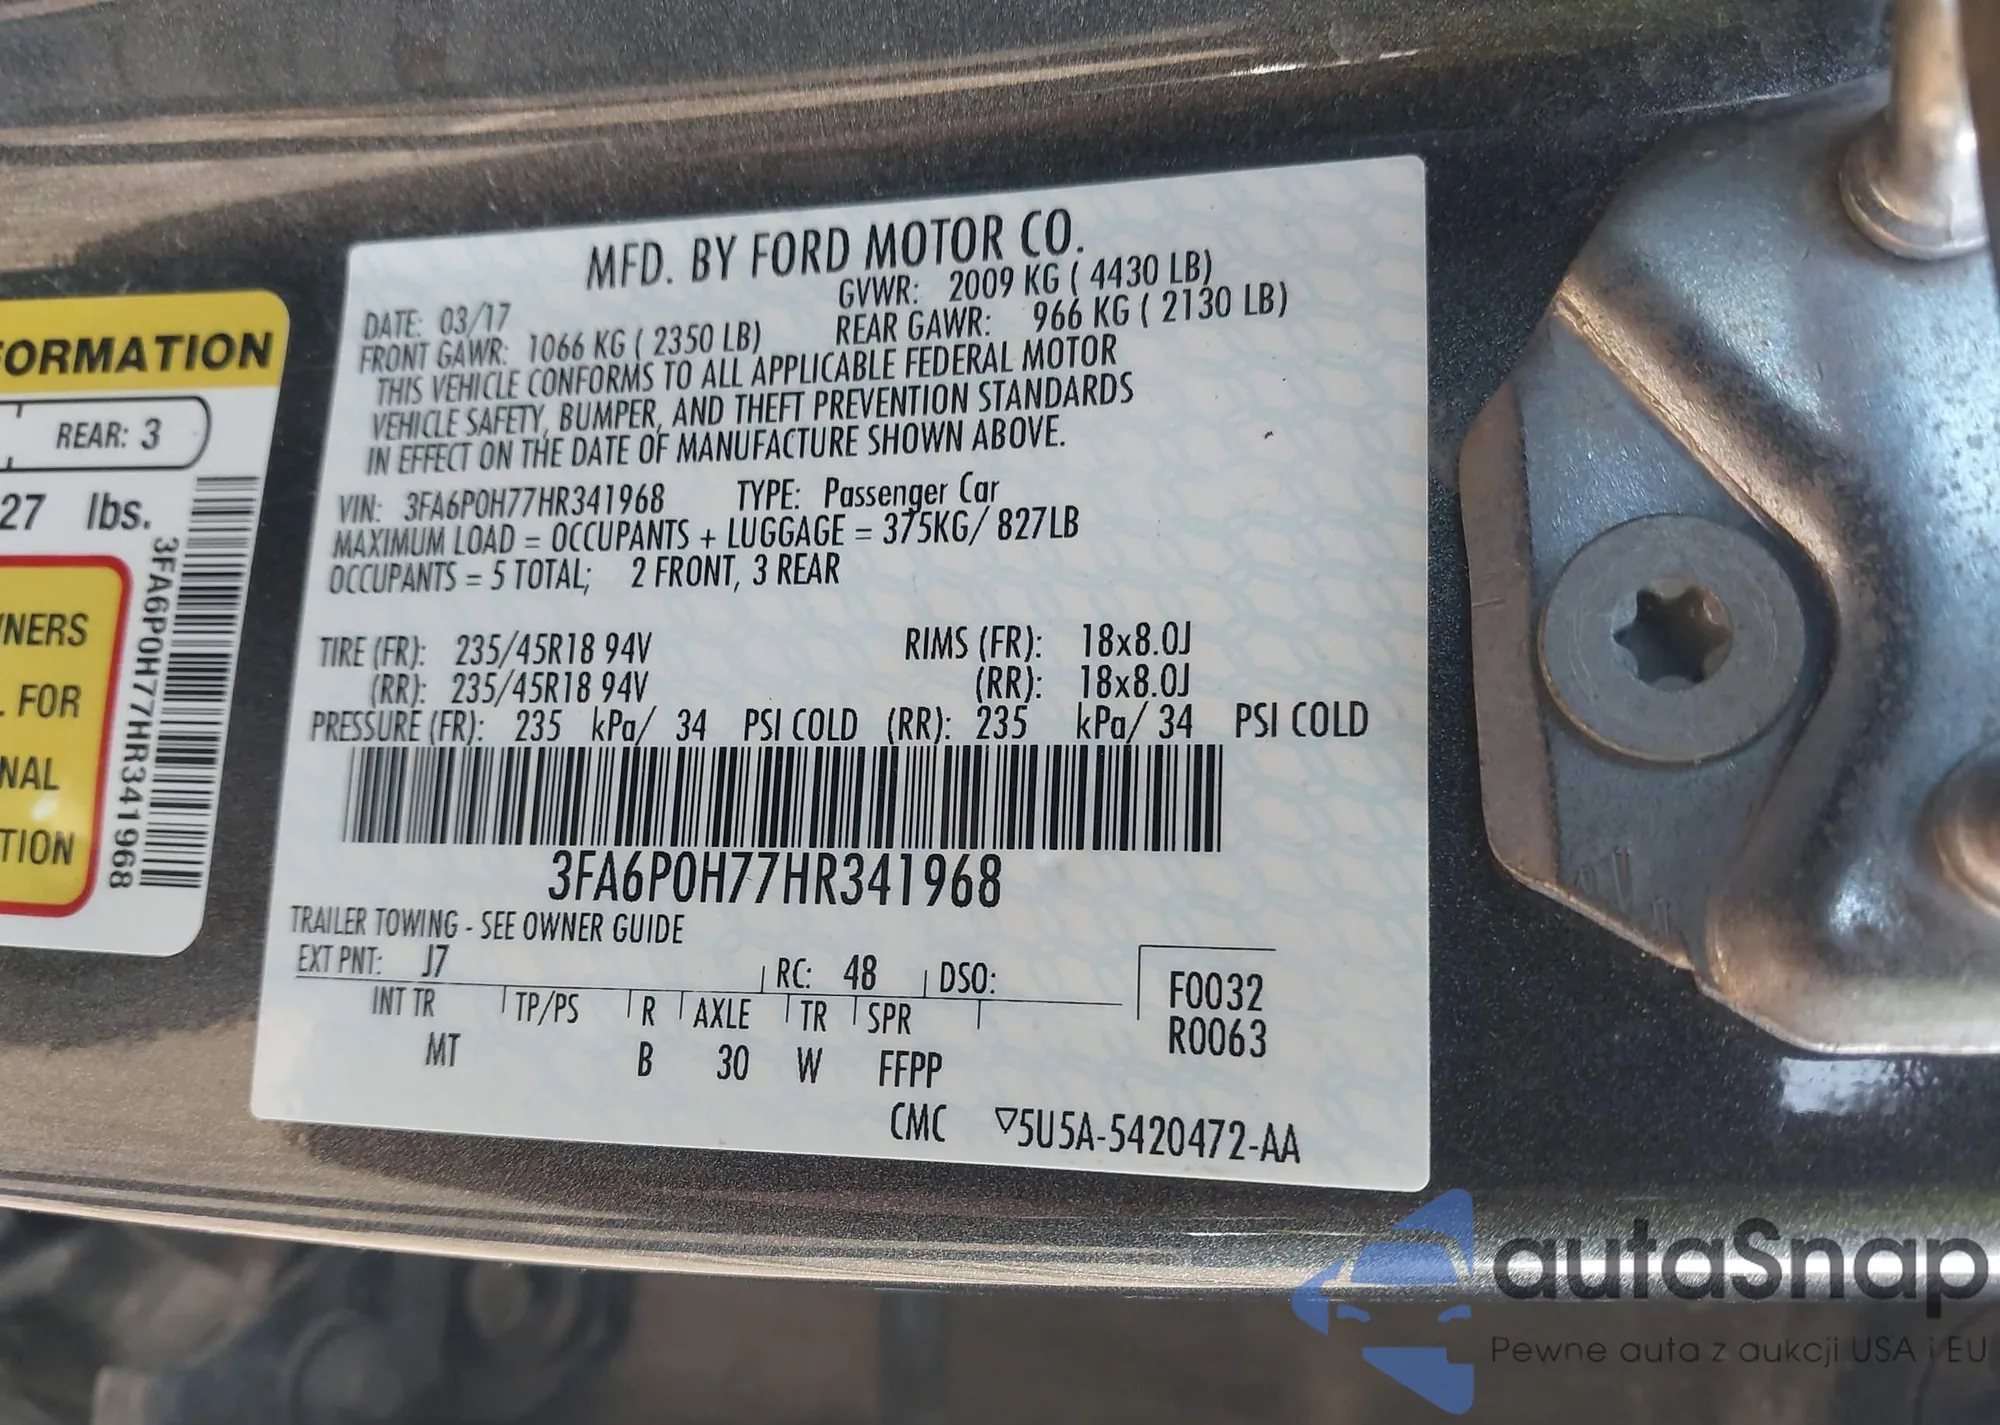 FORMATION
REAR: 3
27 lbs.
3FA6P0H77HR341968
NERS
FOR
NAL
TION
MFD. BY FORD MOTOR CO.
DATE: 03/17 GVWR: 2009 KG ( 4430 LB)
FRONT GAWR: 1066 KG ( 2350 LB) REAR GAWR: 966 KG ( 2130 LB)
THIS VEHICLE CONFORMS TO ALL APPLICABLE FEDERAL MOTOR
VEHICLE SAFETY, BUMPER, AND THEFT PREVENTION STANDARDS
IN EFFECT ON THE DATE OF MANUFACTURE SHOWN ABOVE.
VIN: 3FA6P0H77HR341968 TYPE: Passenger Car
MAXIMUM LOAD = OCCUPANTS + LUGGAGE = 375KG/ 827LB
OCCUPANTS = 5 TOTAL; 2 FRONT, 3 REAR
TIRE (FR): 235/45R18 94V RIMS (FR): 18x8.0J
(RR): 235/45R18 94V (RR): 18x8.0J
PRESSURE (FR): 235 kPa/ 34 PSI COLD (RR): 235 kPa/ 34 PSI COLD
3FA6P0H77HR341968
TRAILER TOWING - SEE OWNER GUIDE
EXT PNT: J7 RC: 48 DSO: F0032
INT TR TP/PS R AXLE TR SPR R0063
MT B 30 W FFPP
CMC ▽5U5A-5420472-AA
autaSnap
Pewne auta z aukcji USA i EU